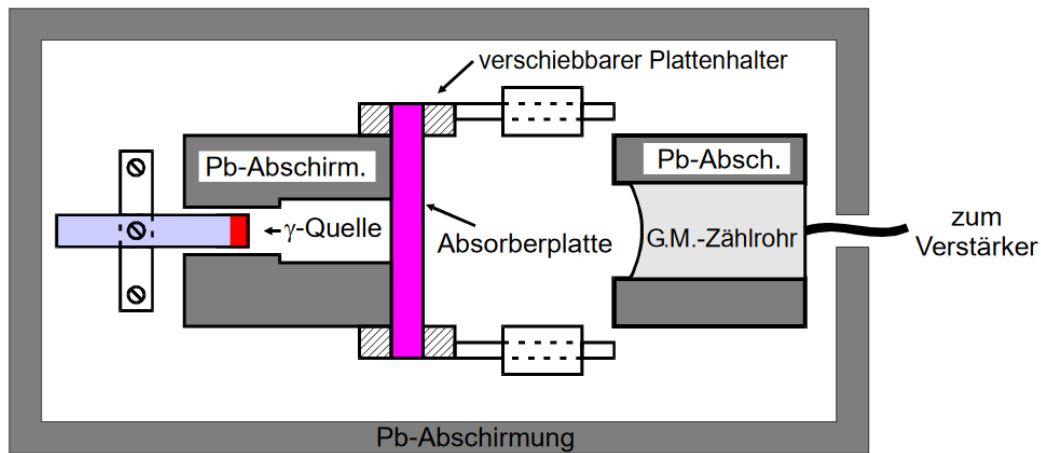 verschiebbarer Plattenhalter
Pb-Abschirm.
Pb-Absch.
γ-Quelle
Absorberplatte
G.M.-Zählrohr
zum
Verstärker
Pb-Abschirmung